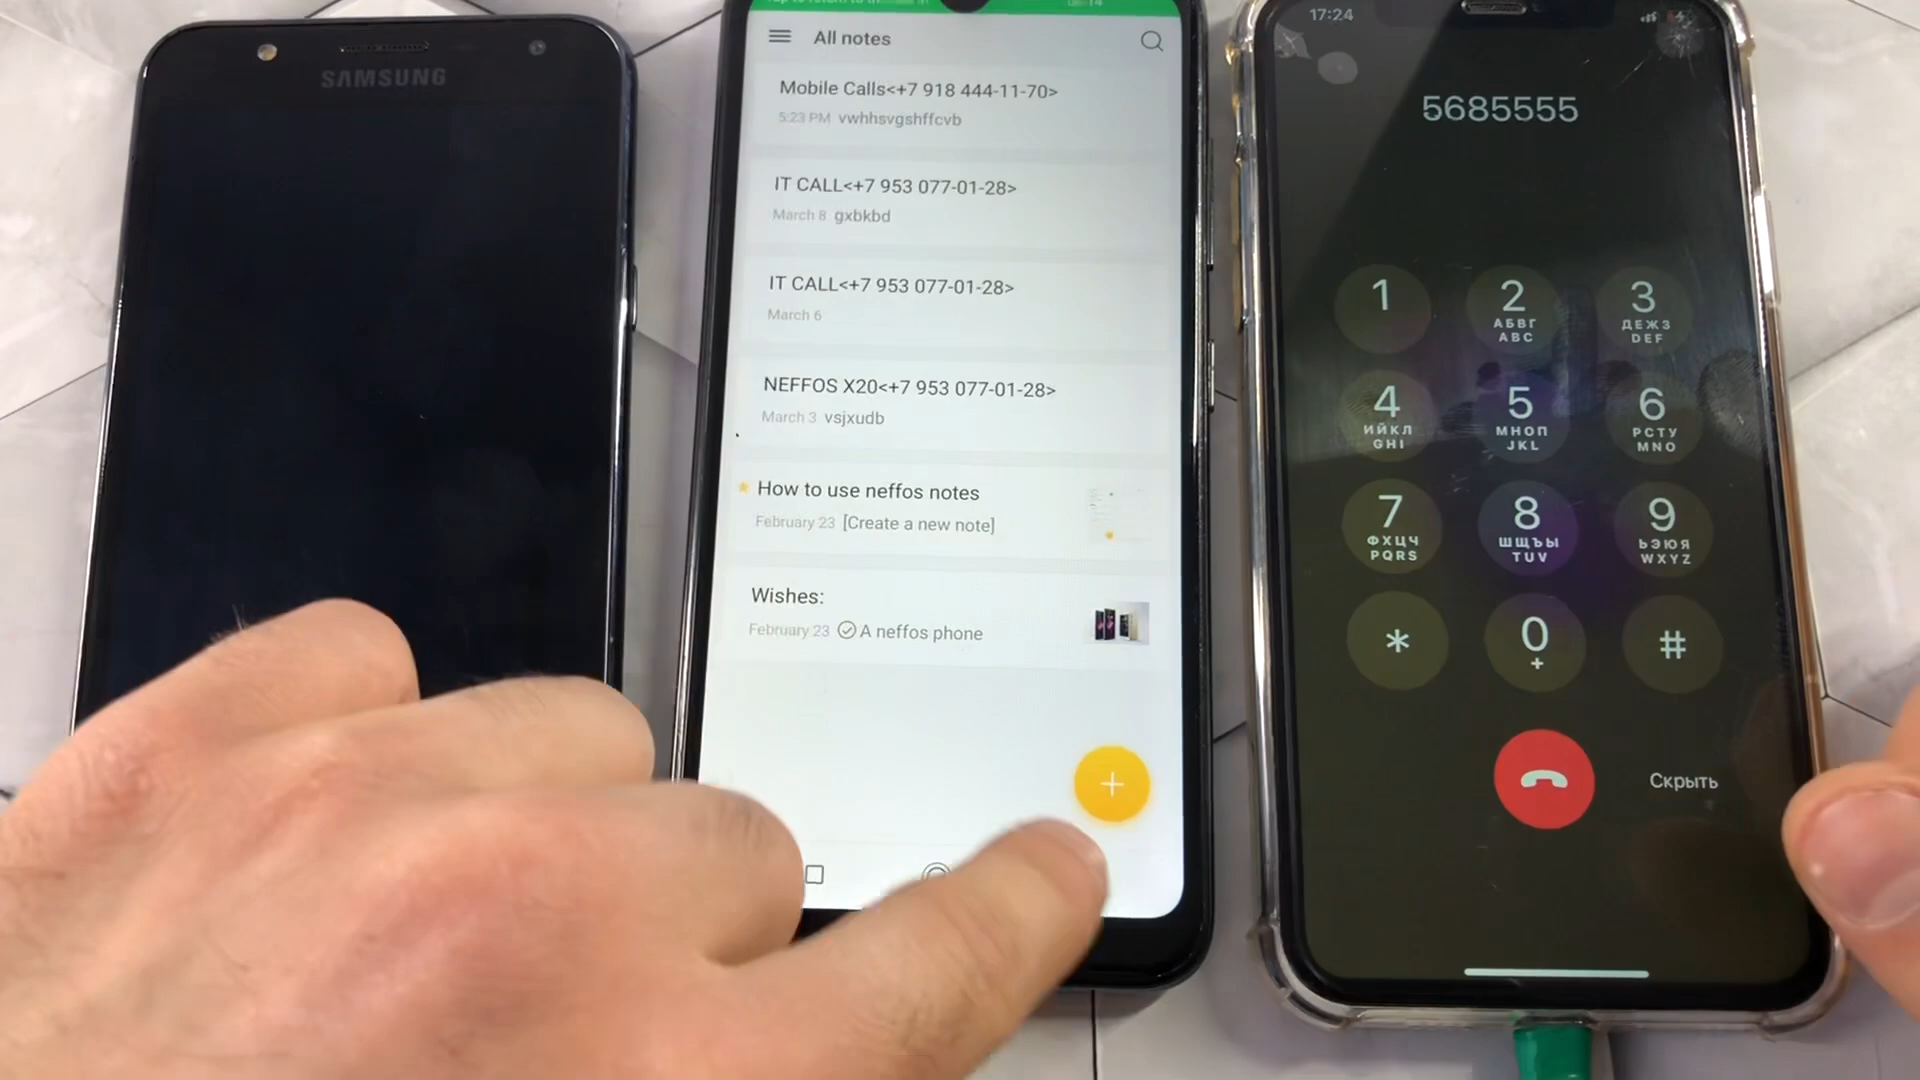 SAMSUNG
All notes
Mobile Calls<+7 918 444-11-70>
5:23 PM vwhhsvgshffcvb
IT CALL<+7 953 077-01-28>
March 8 gxbkbd
IT CALL<+7 953 077-01-28>
March 6
NEFFOS X20<+7 953 077-01-28>
March 3 vsjxudb
How to use neffos notes
February 23 [Create a new note]
Wishes:
February 23 A neffos phone
+
17:24
5685555
1 2 3
АБВГ ДЕЖЗ
ABC DEF
4 5 6
ИЙКЛ МНОП РСТУ
GHI JKL MNO
7 8 9
ФХЦЧ ШЩЪЫ ЬЭЮЯ
PQRS TUV WXYZ
* 0 #
+
Скрыть